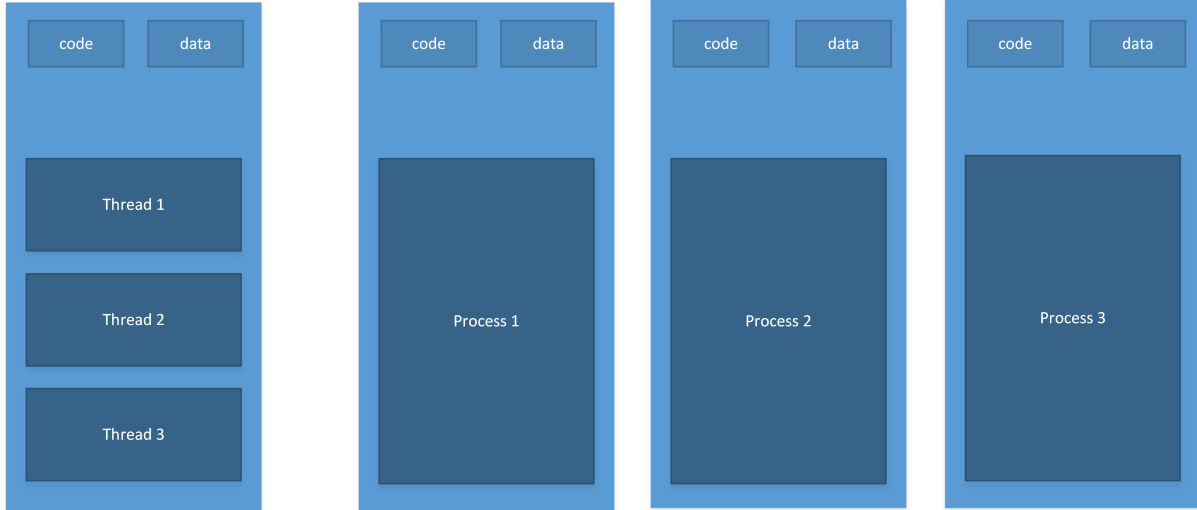 code data
Thread 1
Thread 2
Thread 3
code data
Process 1
code data
Process 2
code data
Process 3